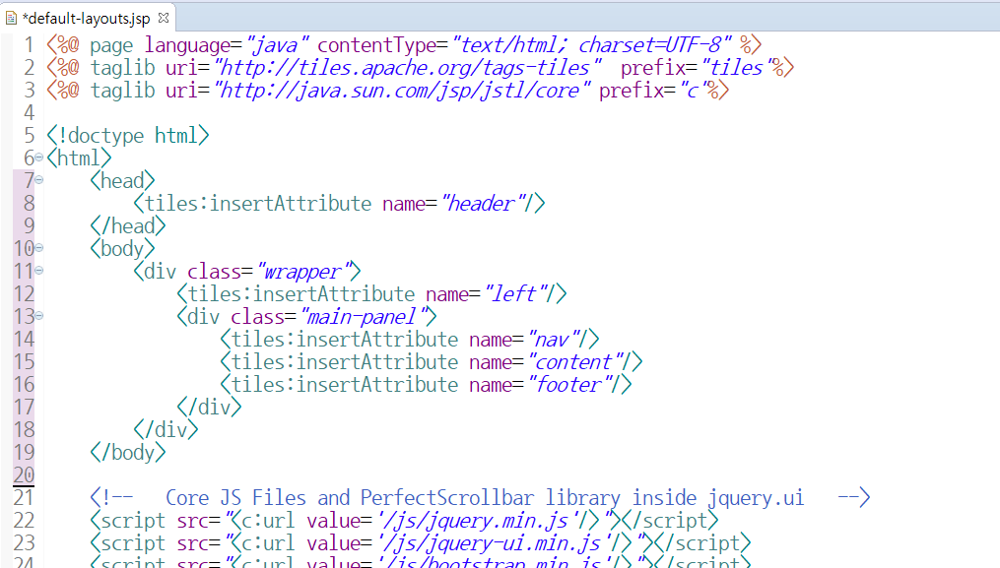 *default-layouts.jsp
1 <%@ page language="java" contentType="text/html; charset=UTF-8" %>
2 <%@ taglib uri="http://tiles.apache.org/tags-tiles"  prefix="tiles"%>
3 <%@ taglib uri="http://java.sun.com/jsp/jstl/core" prefix="c"%>
4
5 <!doctype html>
6 <html>
7     <head>
8         <tiles:insertAttribute name="header"/>
9     </head>
10     <body>
11         <div class="wrapper">
12             <tiles:insertAttribute name="left"/>
13             <div class="main-panel">
14                 <tiles:insertAttribute name="nav"/>
15                 <tiles:insertAttribute name="content"/>
16                 <tiles:insertAttribute name="footer"/>
17             </div>
18         </div>
19     </body>
20
21     <!--   Core JS Files and PerfectScrollbar library inside jquery.ui   -->
22     <script src="<c:url value='/js/jquery.min.js'/>"></script>
23     <script src="<c:url value='/js/jquery-ui.min.js'/>"></script>
24     <script src="<c:url value='/js/bootstrap.min.js'/>"></script>